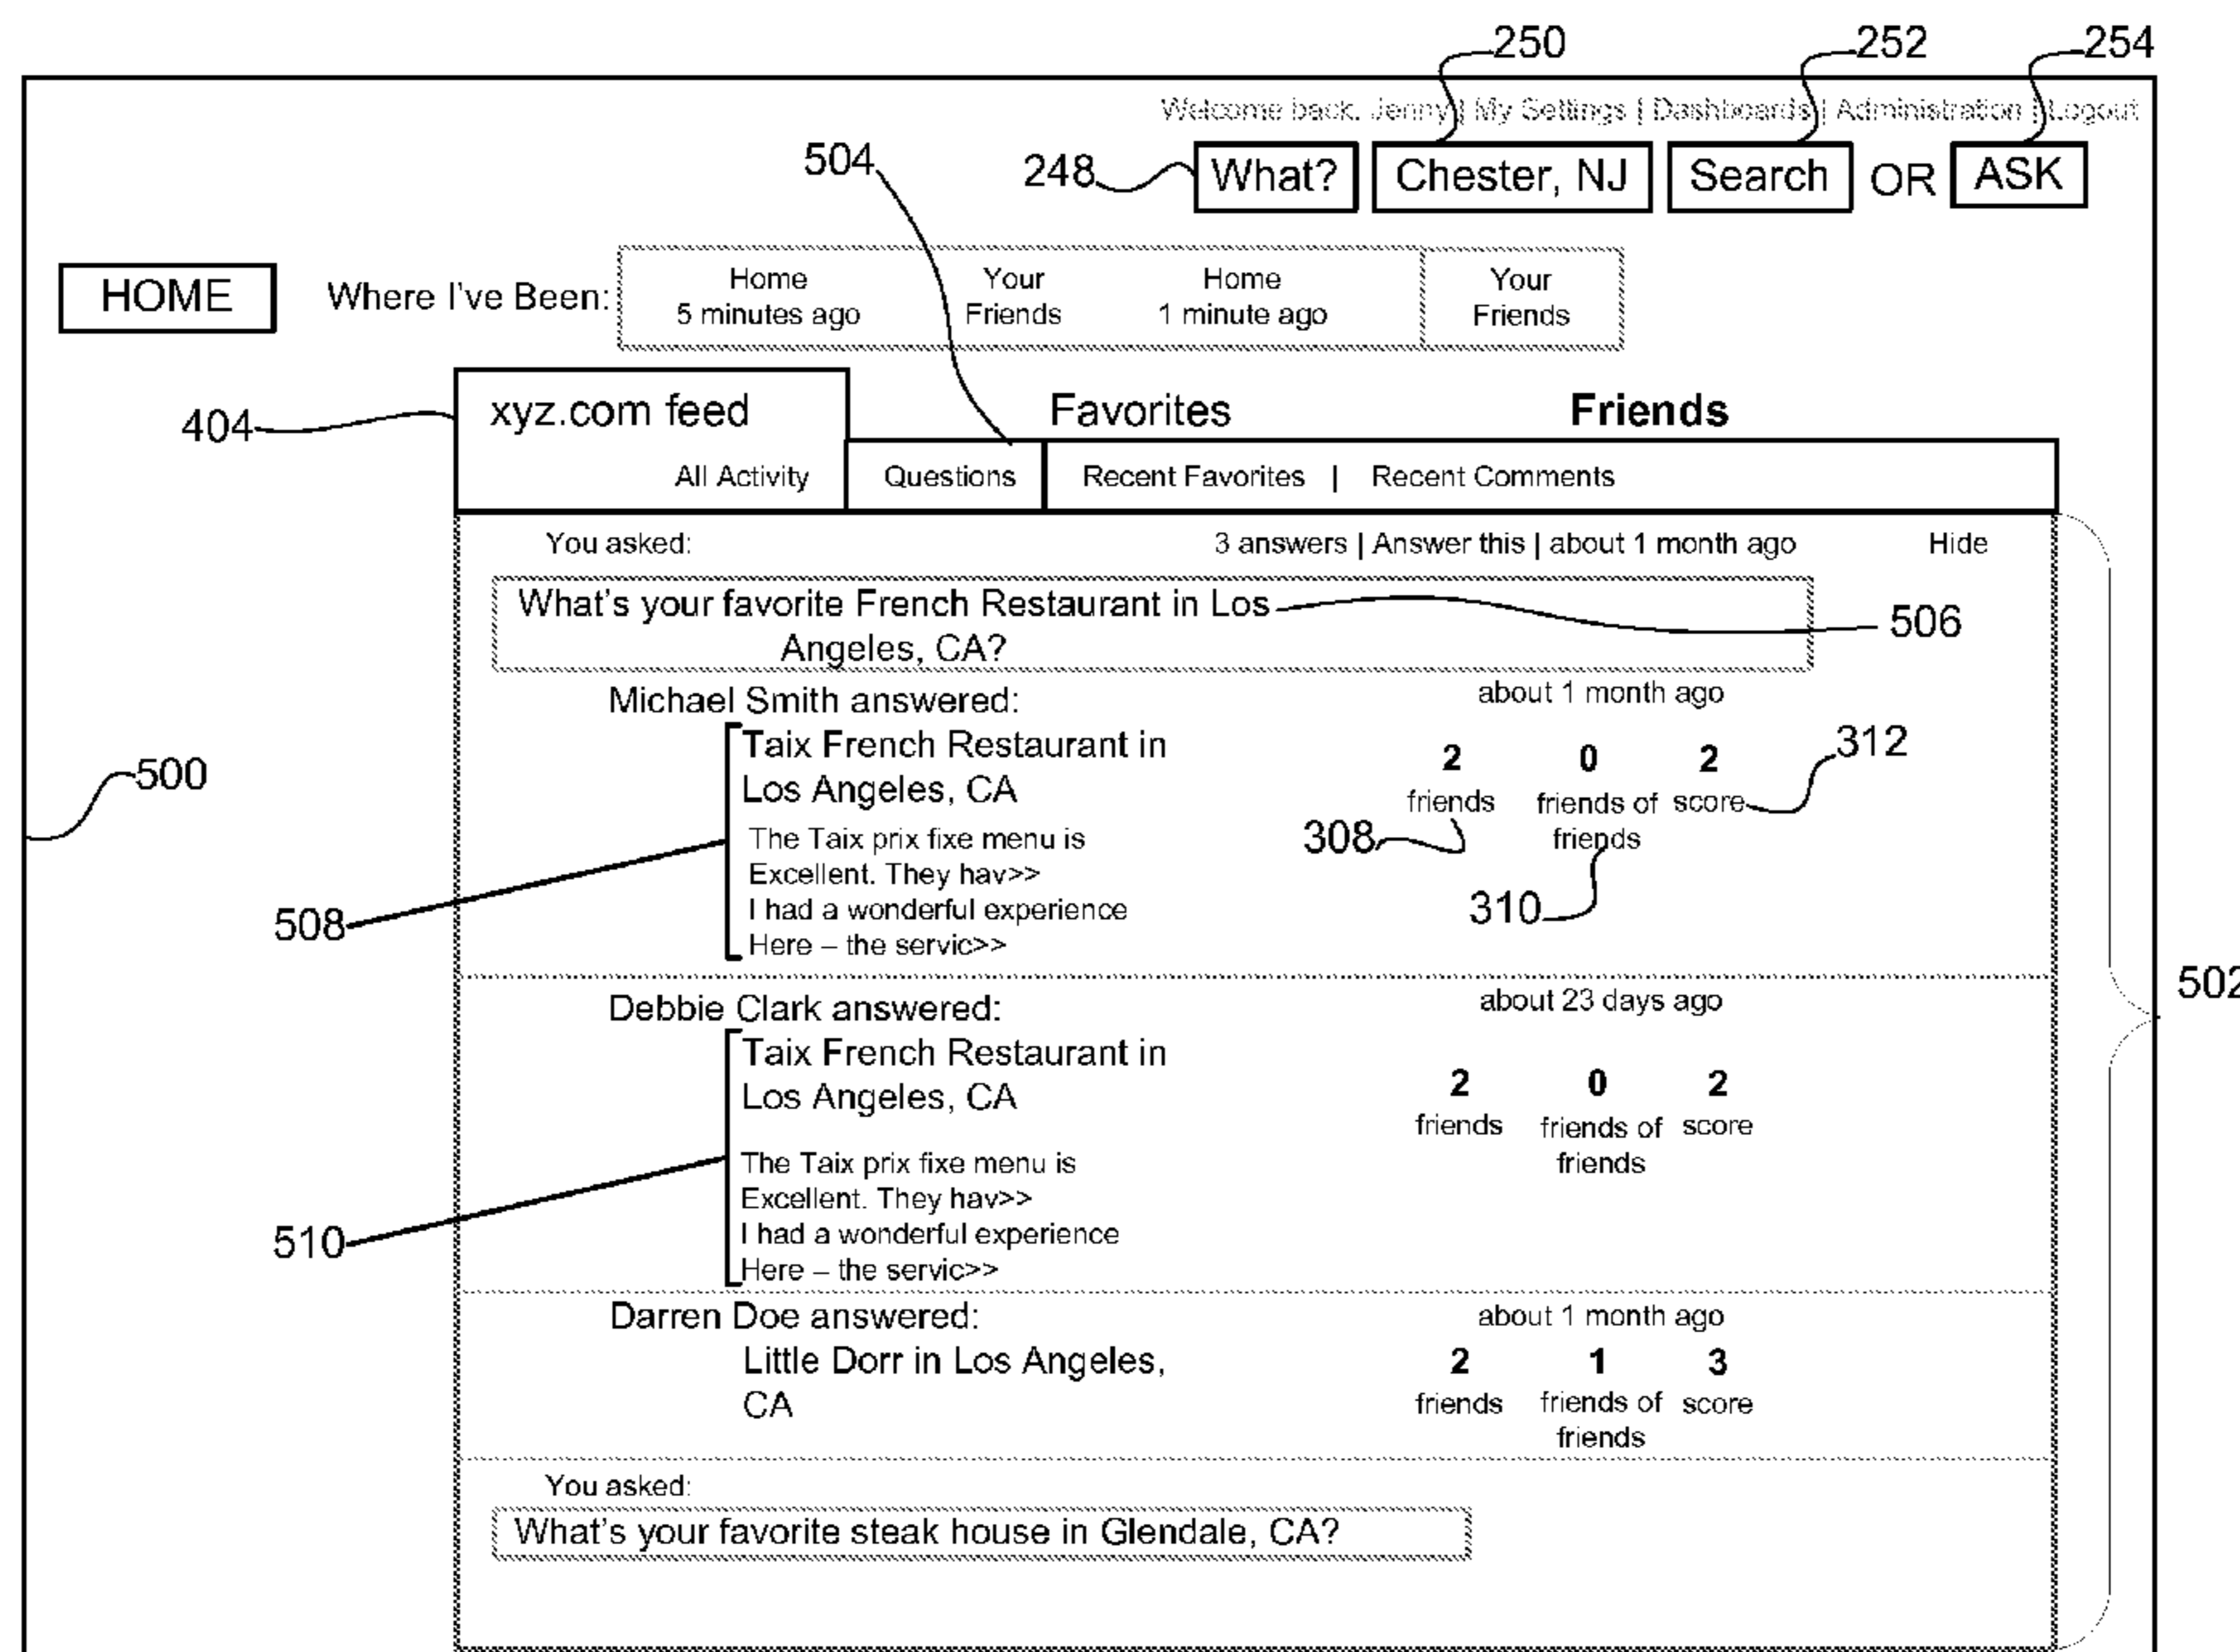 250 252 254
Welcome back, Jenny | My Settings | Dashboards | Administration | Logout
504 248 What? Chester, NJ Search OR ASK
HOME Where I've Been: Home Your Home Your
5 minutes ago Friends 1 minute ago Friends
404 xyz.com feed Favorites Friends
All Activity Questions Recent Favorites | Recent Comments
You asked: 3 answers | Answer this | about 1 month ago Hide
What's your favorite French Restaurant in Los
Angeles, CA?
506
Michael Smith answered: about 1 month ago
Taix French Restaurant in 2 0 2 312
500
Los Angeles, CA friends friends of score
The Taix prix fixe menu is 308 friends
Excellent. They hav>>
508 I had a wonderful experience 310
Here – the servic>>
502
Debbie Clark answered: about 23 days ago
Taix French Restaurant in
Los Angeles, CA 2 0 2
friends friends of score
The Taix prix fixe menu is friends
Excellent. They hav>>
510 I had a wonderful experience
Here – the servic>>
Darren Doe answered: about 1 month ago
Little Dorr in Los Angeles, 2 1 3
CA friends friends of score
friends
You asked:
What's your favorite steak house in Glendale, CA?